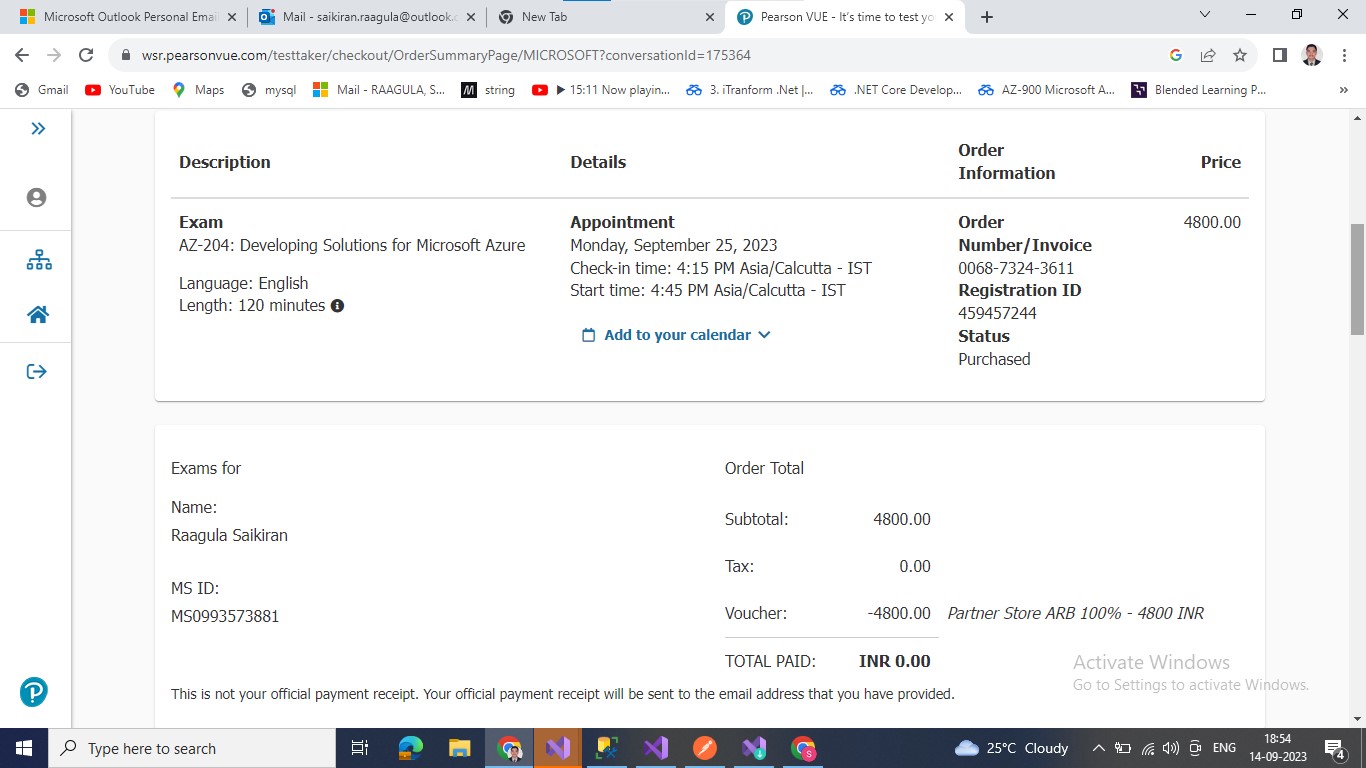 Microsoft Outlook Personal Emai
Mail - saikiran.raagula@outlook.c
New Tab
Pearson VUE - It's time to test yo
wsr.pearsonvue.com/testtaker/checkout/OrderSummaryPage/MICROSOFT?conversationId=175364
Gmail
YouTube
Maps
mysql
Mail - RAAGULA, S...
string
▶ 15:11 Now playin...
3. iTranform .Net |...
.NET Core Develop...
AZ-900 Microsoft A...
Blended Learning P...
»
Description
Details
Order
Information
Price
Exam
AZ-204: Developing Solutions for Microsoft Azure
Language: English
Length: 120 minutes
Appointment
Monday, September 25, 2023
Check-in time: 4:15 PM Asia/Calcutta - IST
Start time: 4:45 PM Asia/Calcutta - IST
Add to your calendar
Order
Number/Invoice
0068-7324-3611
Registration ID
459457244
Status
Purchased
4800.00
Exams for
Name:
Raagula Saikiran
MS ID:
MS0993573881
Order Total
Subtotal: 4800.00
Tax: 0.00
Voucher: -4800.00 Partner Store ARB 100% - 4800 INR
TOTAL PAID: INR 0.00
This is not your official payment receipt. Your official payment receipt will be sent to the email address that you have provided.
Activate Windows
Go to Settings to activate Windows.
Type here to search
25°C Cloudy
ENG
18:54
14-09-2023
4